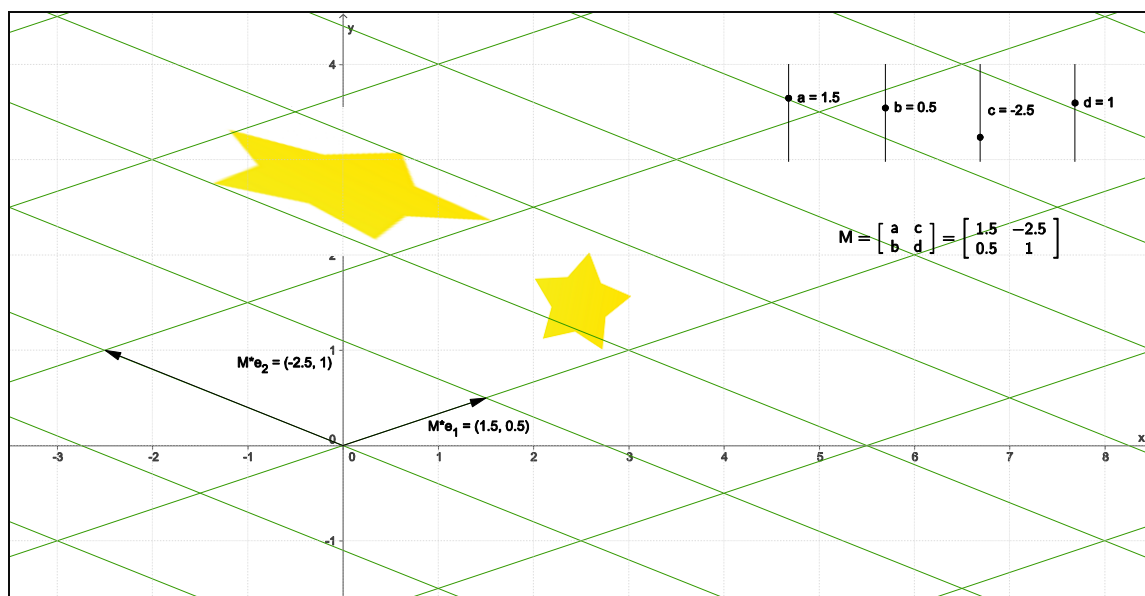 y
4
a = 1.5
b = 0.5
c = -2.5
d = 1
M = [ a c ] = [ 1.5 −2.5 ]
[ b d ] [ 0.5 1 ]
2
1
M*e₂ = (-2.5, 1)
M*e₁ = (1.5, 0.5)
0
x
-3 -2 -1 0 1 2 3 4 5 6 7 8
-1